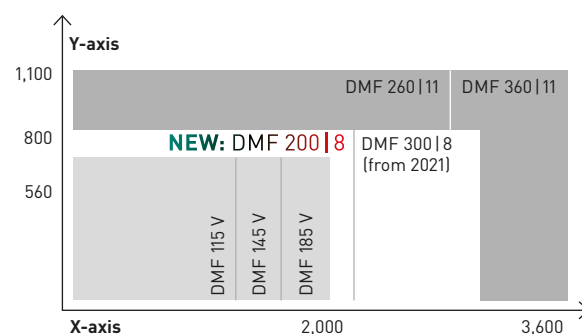 Y-axis
1,100
DMF 260|11
DMF 360|11
800
NEW: DMF 200|8
DMF 300|8
(from 2021)
560
DMF 115 V
DMF 145 V
DMF 185 V
X-axis
2,000
3,600